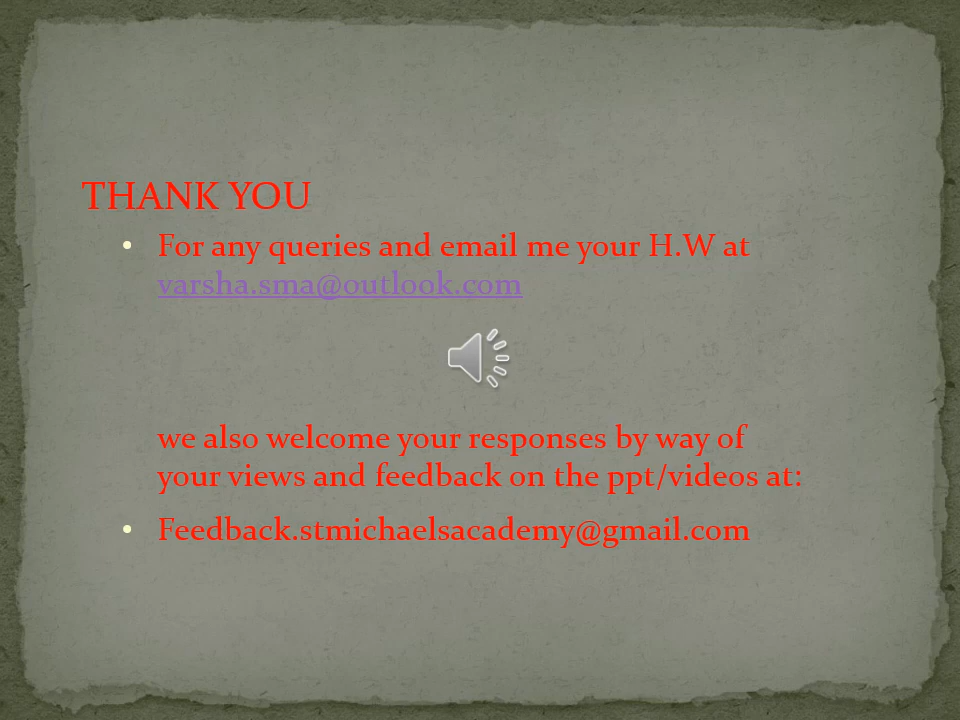 THANK YOU
• For any queries and email me your H.W at
varsha.sma@outlook.com
we also welcome your responses by way of
your views and feedback on the ppt/videos at:
• Feedback.stmichaelsacademy@gmail.com